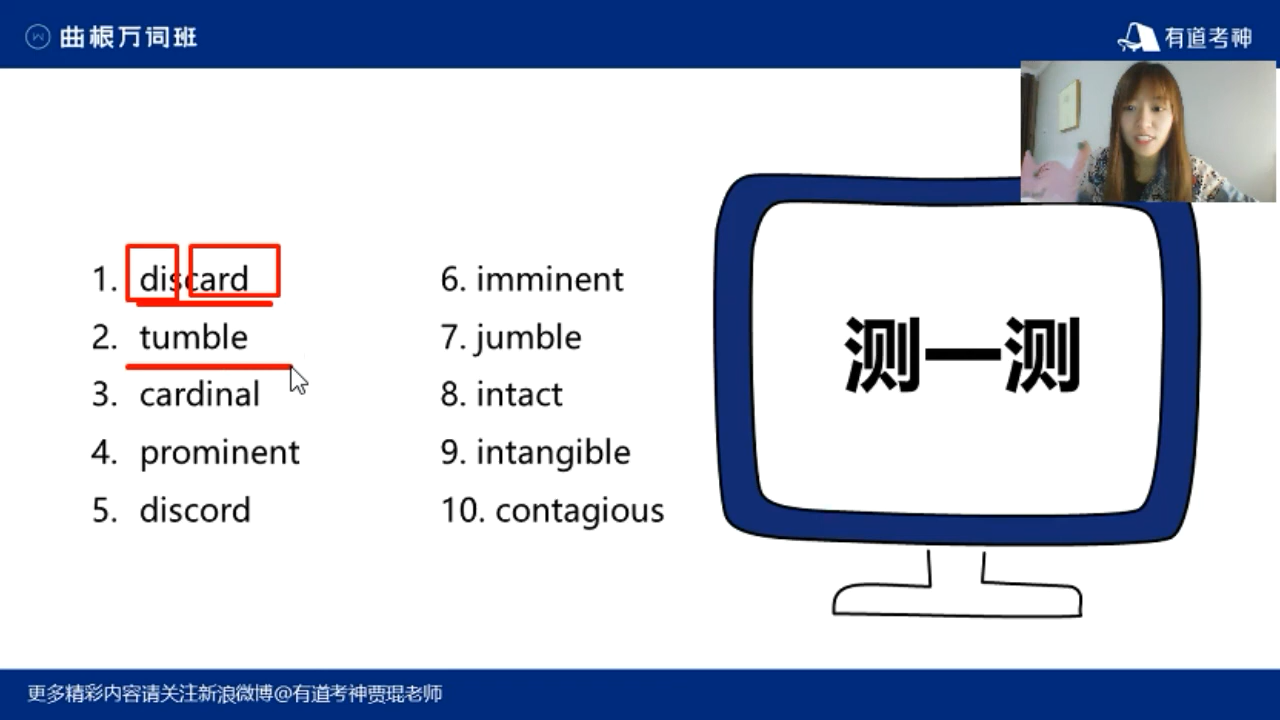 曲根万词班
有道考神
1. discard
2. tumble
3. cardinal
4. prominent
5. discord
6. imminent
7. jumble
8. intact
9. intangible
10. contagious
测一测
更多精彩内容请关注新浪微博@有道考神贾琨老师